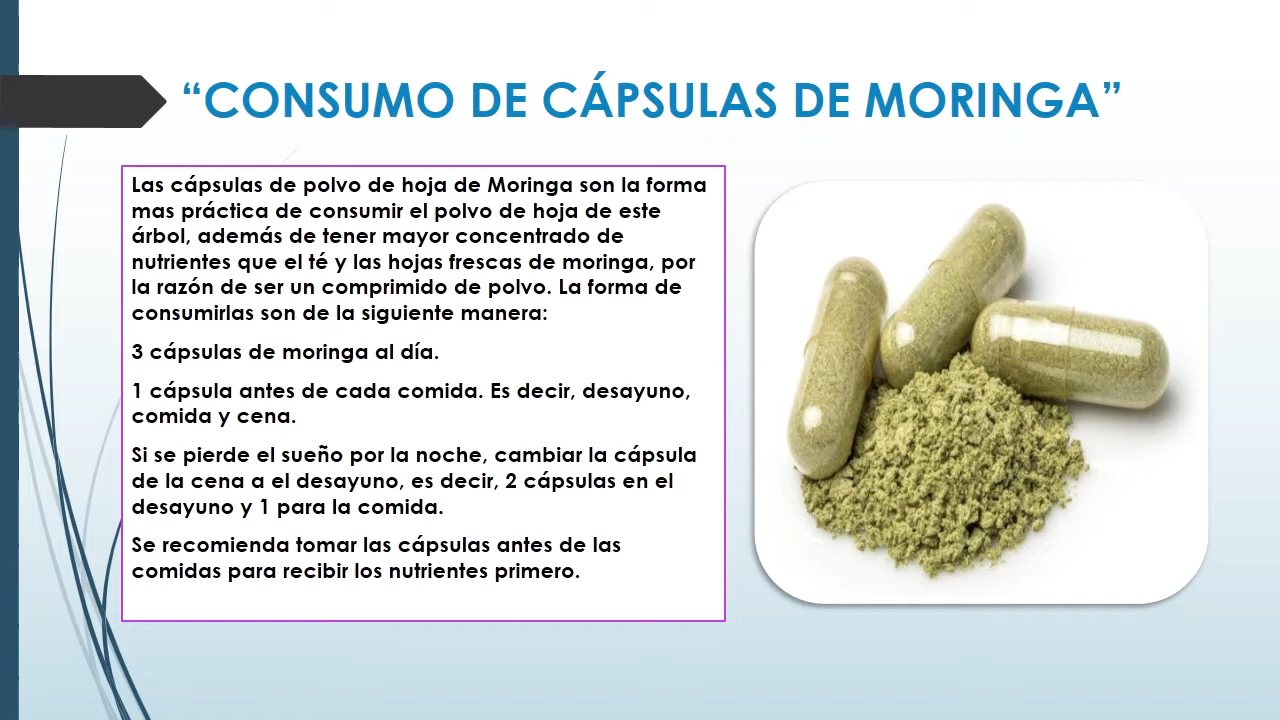 “CONSUMO DE CÁPSULAS DE MORINGA”
Las cápsulas de polvo de hoja de Moringa son la forma
mas práctica de consumir el polvo de hoja de este
árbol, además de tener mayor concentrado de
nutrientes que el té y las hojas frescas de moringa, por
la razón de ser un comprimido de polvo. La forma de
consumirlas son de la siguiente manera:
3 cápsulas de moringa al día.
1 cápsula antes de cada comida. Es decir, desayuno,
comida y cena.
Si se pierde el sueño por la noche, cambiar la cápsula
de la cena a el desayuno, es decir, 2 cápsulas en el
desayuno y 1 para la comida.
Se recomienda tomar las cápsulas antes de las
comidas para recibir los nutrientes primero.